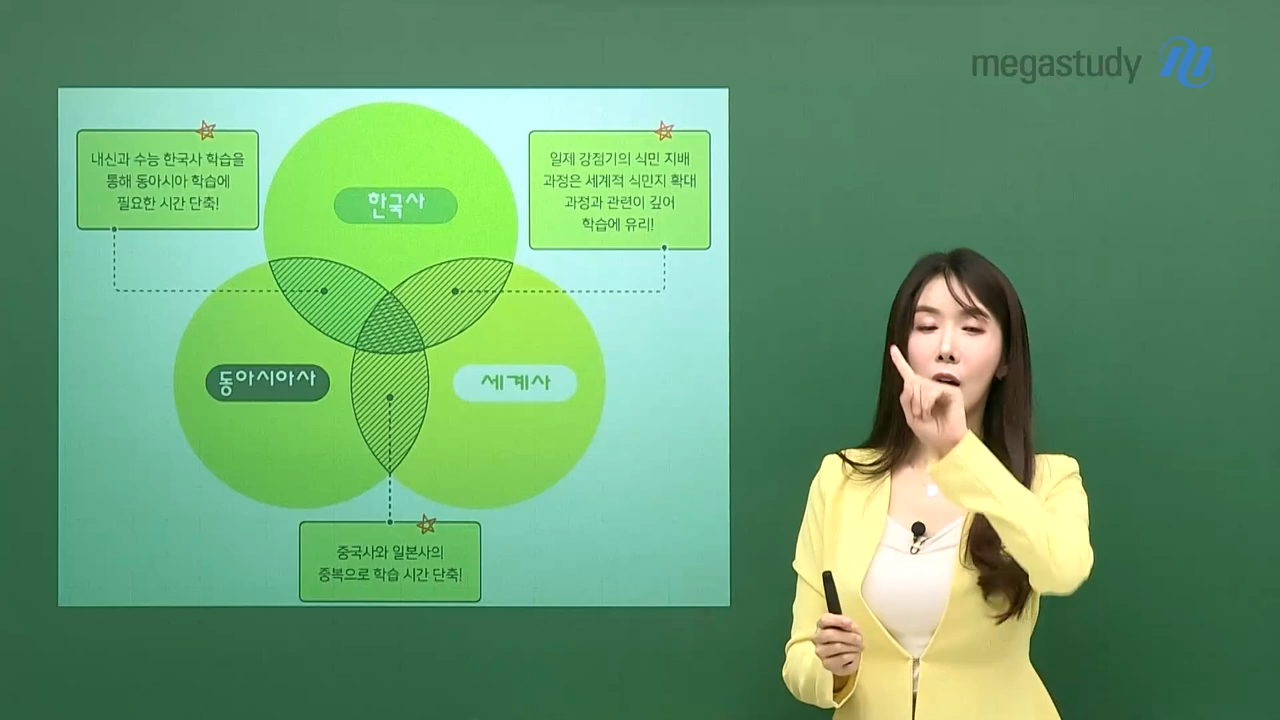 megastudy
내신과 수능 한국사 학습을
통해 동아시아 학습에
필요한 시간 단축!
일제 강점기의 식민 지배
과정은 세계적 식민지 확대
과정과 관련이 깊어
학습에 유리!
한국사
동아시아사
세계사
중국사와 일본사의
중복으로 학습 시간 단축!